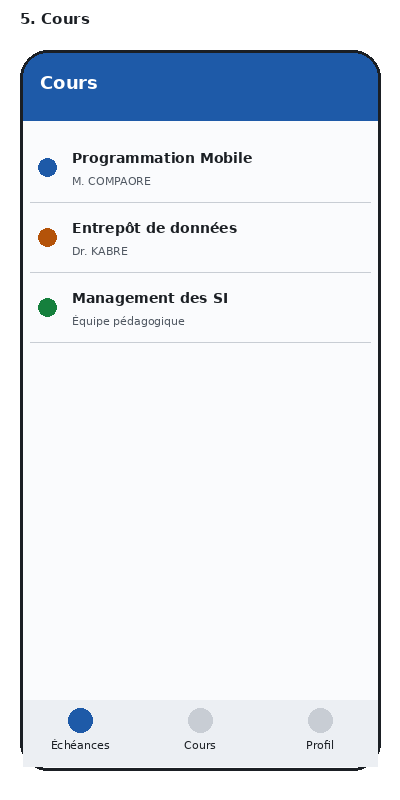 5. Cours
Cours
Programmation Mobile
M. COMPAORE
Entrepôt de données
Dr. KABRE
Management des SI
Équipe pédagogique
Échéances
Cours
Profil